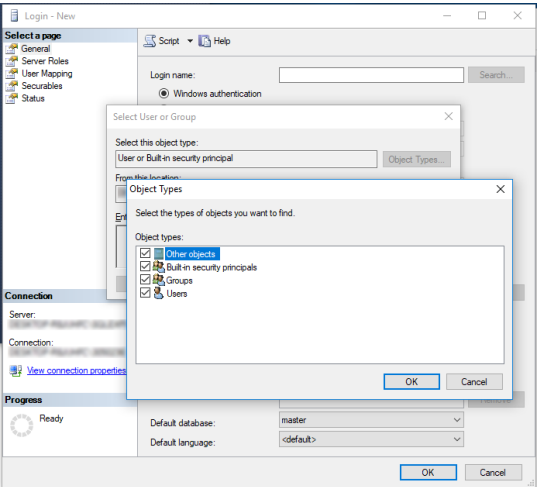 Login - New
Select a page
General
Server Roles
User Mapping
Securables
Status
Script
Help
Login name:
Search...
Windows authentication
Select User or Group
Select this object type:
User or Built-in security principal
Object Types...
From this location:
Object Types
Select the types of objects you want to find.
Object types:
Other objects
Built-in security principals
Groups
Users
OK Cancel
Connection
Server:
Connection:
View connection properties
Progress
Ready
Remove
Default database: master
Default language: <default>
OK Cancel